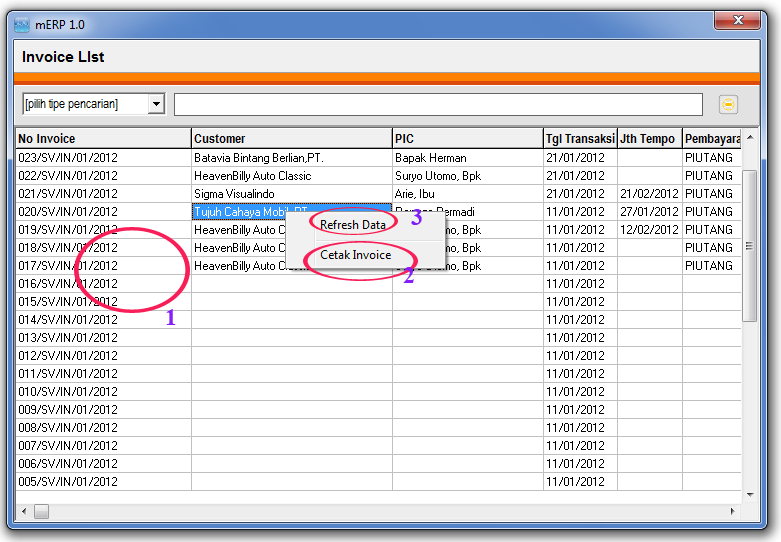 mERP 1.0
Invoice LIst
[pilih tipe pencarian]
No Invoice Customer PIC Tgl Transaksi Jth Tempo Pembayara
023/SV/IN/01/2012 Batavia Bintang Berlian,PT. Bapak Herman 21/01/2012 PIUTANG
022/SV/IN/01/2012 HeavenBilly Auto Classic Suryo Utomo, Bpk 21/01/2012 PIUTANG
021/SV/IN/01/2012 Sigma Visualindo Arie, Ibu 21/01/2012 21/02/2012 PIUTANG
020/SV/IN/01/2012 Tujuh Cahaya Mobil,PT Permadi 11/01/2012 27/01/2012 PIUTANG
Refresh Data 3
019/SV/IN/01/2012 HeavenBilly Auto Bpk 11/01/2012 12/02/2012 PIUTANG
018/SV/IN/01/2012 HeavenBilly Auto Bpk 11/01/2012 PIUTANG
Cetak Invoice 2
017/SV/IN/01/2012 HeavenBilly Auto Bpk 11/01/2012 PIUTANG
016/SV/IN/01/2012 11/01/2012
015/SV/IN/01/2012 11/01/2012
1
014/SV/IN/01/2012 11/01/2012
013/SV/IN/01/2012 11/01/2012
012/SV/IN/01/2012 11/01/2012
011/SV/IN/01/2012 11/01/2012
010/SV/IN/01/2012 11/01/2012
009/SV/IN/01/2012 11/01/2012
008/SV/IN/01/2012 11/01/2012
007/SV/IN/01/2012 11/01/2012
006/SV/IN/01/2012 11/01/2012
005/SV/IN/01/2012 11/01/2012